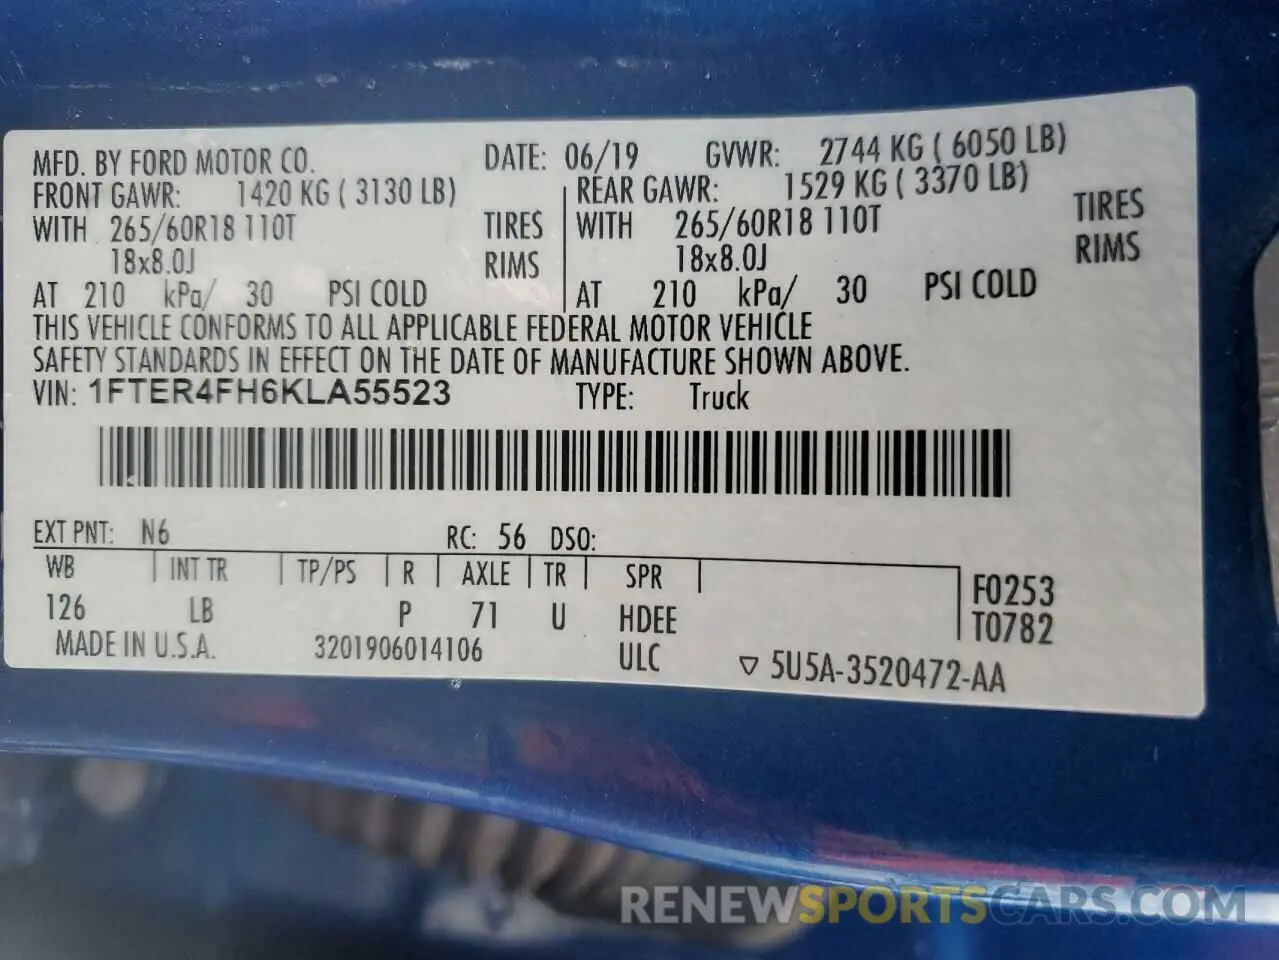 MFD. BY FORD MOTOR CO. DATE: 06/19 GVWR: 2744 KG ( 6050 LB)
FRONT GAWR: 1420 KG ( 3130 LB) REAR GAWR: 1529 KG ( 3370 LB)
WITH 265/60R18 110T TIRES WITH 265/60R18 110T TIRES
18x8.0J RIMS 18x8.0J RIMS
AT 210 kPa/ 30 PSI COLD AT 210 kPa/ 30 PSI COLD
THIS VEHICLE CONFORMS TO ALL APPLICABLE FEDERAL MOTOR VEHICLE
SAFETY STANDARDS IN EFFECT ON THE DATE OF MANUFACTURE SHOWN ABOVE.
VIN: 1FTER4FH6KLA55523 TYPE: Truck
EXT PNT: N6 RC: 56 DSO:
WB INT TR TP/PS R AXLE TR SPR F0253
126 LB P 71 U HDEE T0782
MADE IN U.S.A. 3201906014106 ULC ▽ 5U5A-3520472-AA
RENEWSPORTSCARS.COM